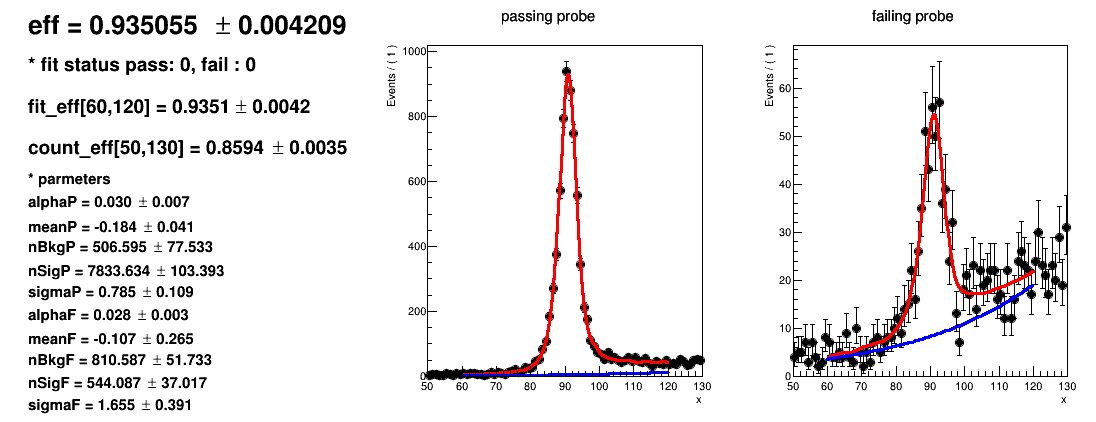 eff = 0.935055 ± 0.004209
* fit status pass: 0, fail : 0
fit_eff[60,120] = 0.9351 ± 0.0042
count_eff[50,130] = 0.8594 ± 0.0035
* parmeters
alphaP = 0.030 ± 0.007
meanP = -0.184 ± 0.041
nBkgP = 506.595 ± 77.533
nSigP = 7833.634 ± 103.393
sigmaP = 0.785 ± 0.109
alphaF = 0.028 ± 0.003
meanF = -0.107 ± 0.265
nBkgF = 810.587 ± 51.733
nSigF = 544.087 ± 37.017
sigmaF = 1.655 ± 0.391
passing probe
Events / ( 1 )
1000
800
600
400
200
0
50 60 70 80 90 100 110 120 130
x
failing probe
Events / ( 1 )
60
50
40
30
20
10
0
50 60 70 80 90 100 110 120 130
x